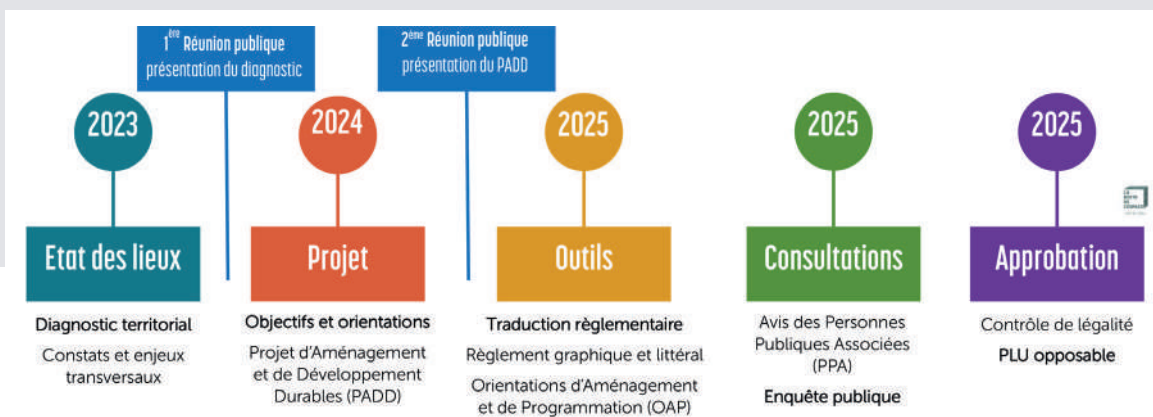 1ère Réunion publique
présentation du diagnostic
2ème Réunion publique
présentation du PADD
2023
2024
2025
2025
2025
Etat des lieux
Projet
Outils
Consultations
Approbation
Diagnostic territorial
Constats et enjeux
transversaux
Objectifs et orientations
Projet d'Aménagement
et de Développement
Durables (PADD)
Traduction règlementaire
Règlement graphique et littéral
Orientations d'Aménagement
et de Programmation (OAP)
Avis des Personnes
Publiques Associées
(PPA)
Enquête publique
Contrôle de légalité
PLU opposable